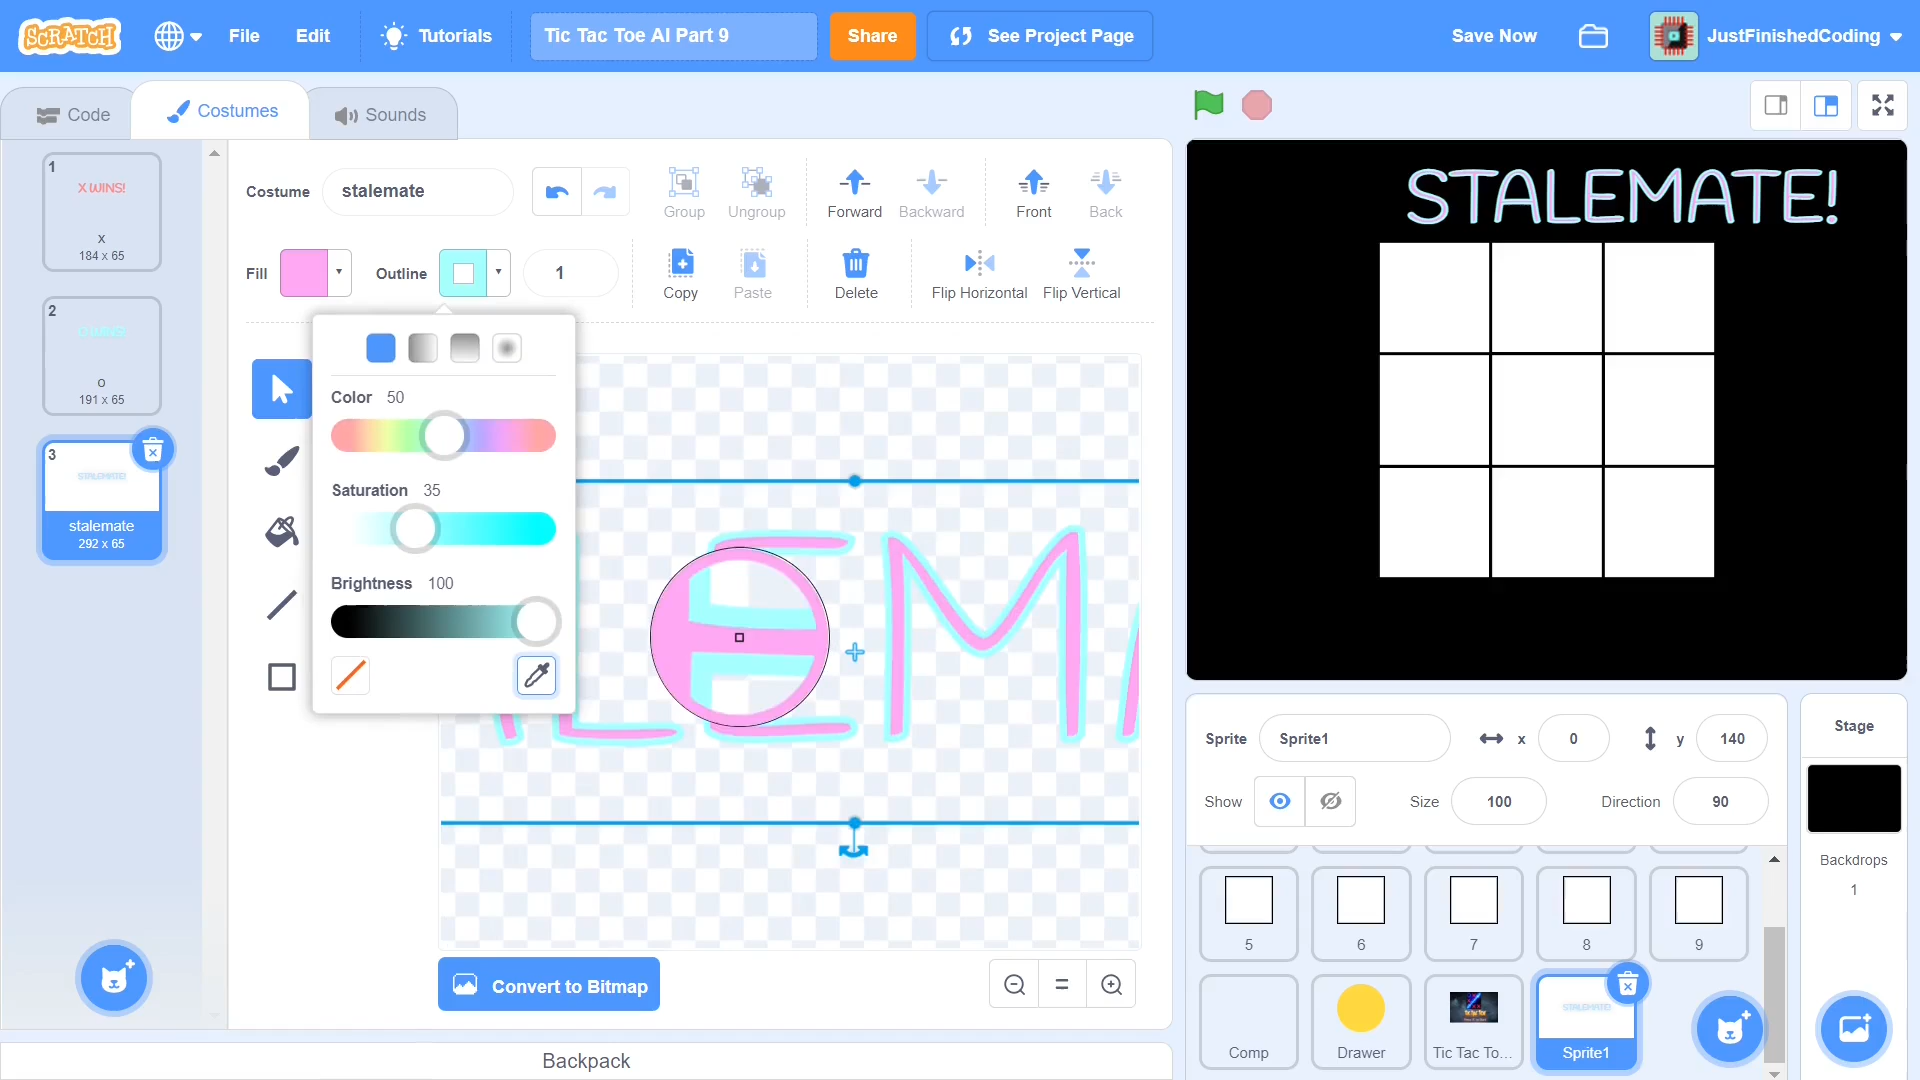 SCRATCH
File
Edit
Tutorials
Tic Tac Toe AI Part 9
Share
See Project Page
Save Now
JustFinishedCoding
Code
Costumes
Sounds
1
X WINS!
x
184 x 65
2
O WINS!
o
191 x 65
3
STALEMATE!
stalemate
292 x 65
Costume
stalemate
Group
Ungroup
Forward
Backward
Front
Back
Fill
Outline
1
Copy
Paste
Delete
Flip Horizontal
Flip Vertical
Color 50
Saturation 35
Brightness 100
LEMA
Convert to Bitmap
Backpack
STALEMATE!
Sprite
Sprite1
x
0
y
140
Show
Size
100
Direction
90
5
6
7
8
9
Comp
Drawer
Tic Tac To...
STALEMATE!
Sprite1
Stage
Backdrops
1